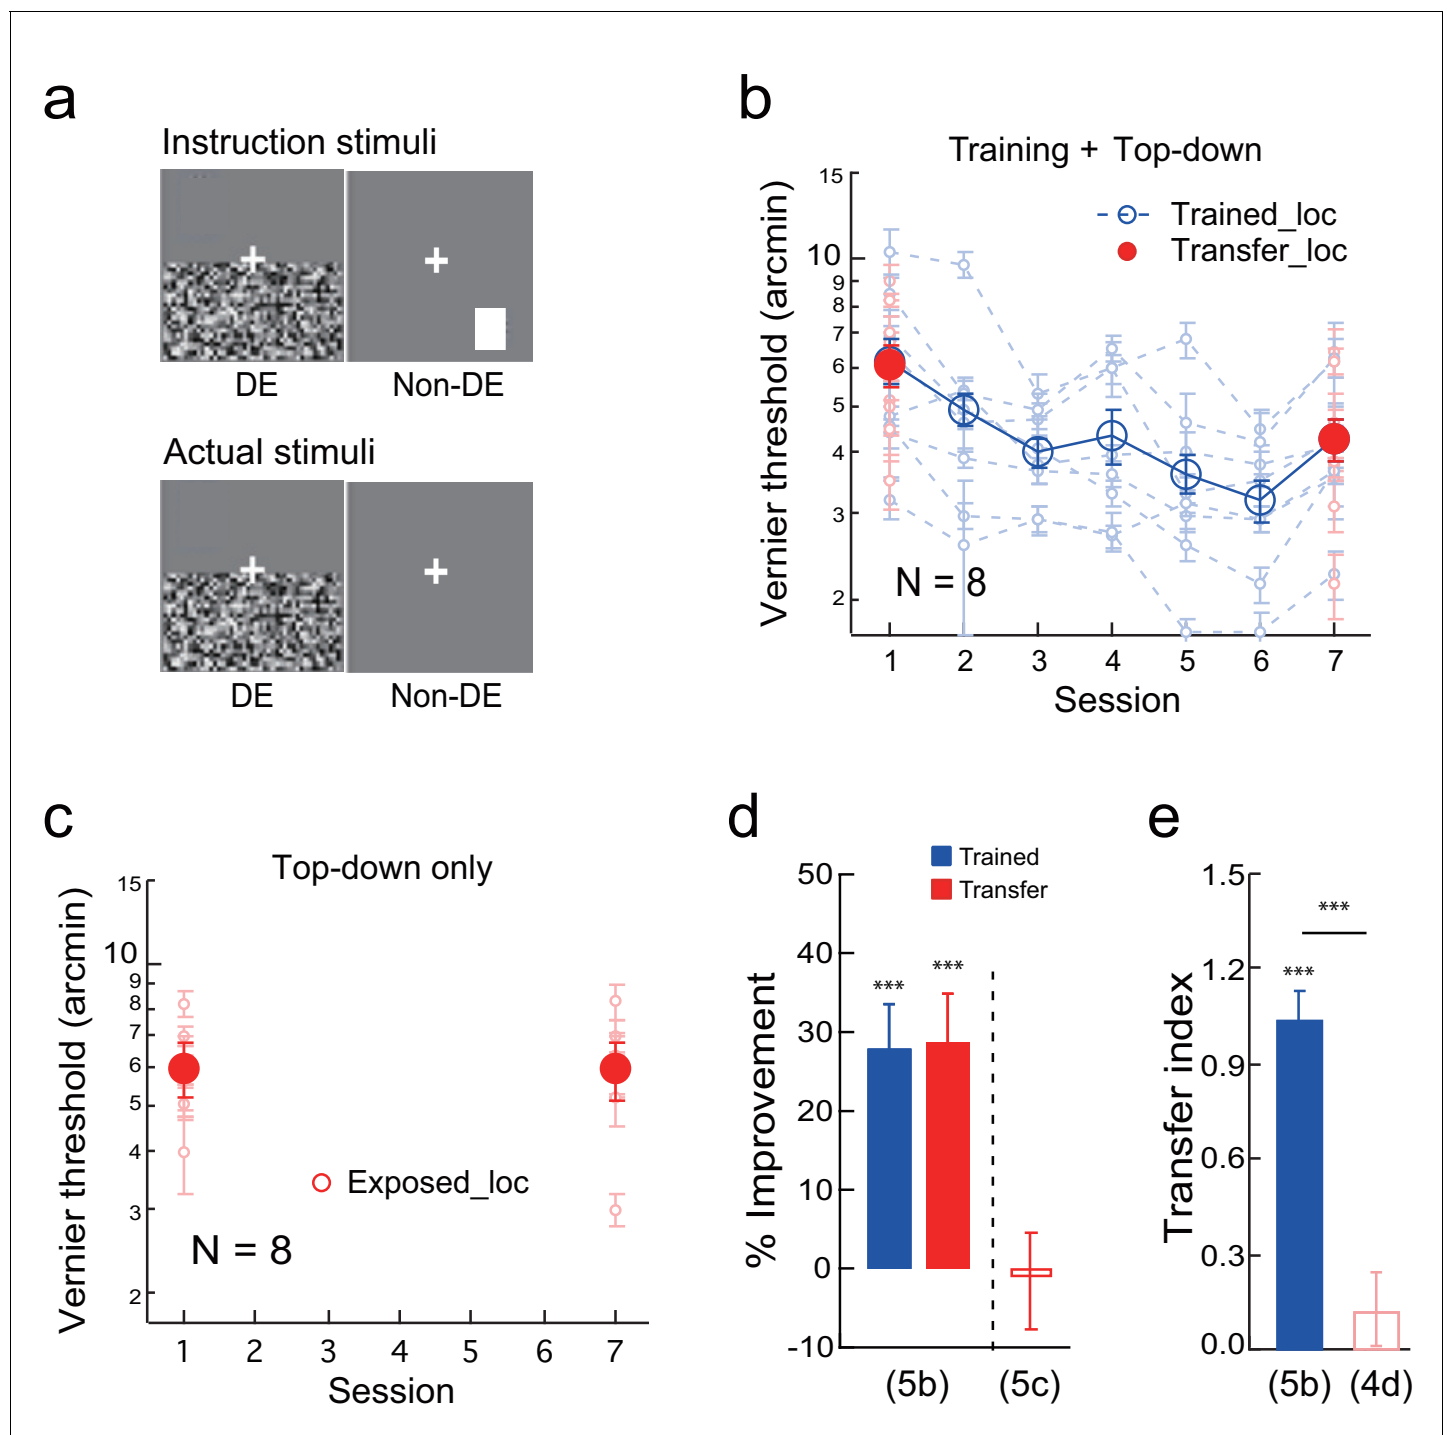 a
Instruction stimuli
DE
Non-DE
Actual stimuli
DE
Non-DE
b
Training + Top-down
Vernier threshold (arcmin)
15
10
9
8
7
6
5
4
3
2
Trained_loc
Transfer_loc
N = 8
1 2 3 4 5 6 7
Session
c
Top-down only
Vernier threshold (arcmin)
15
10
9
8
7
6
5
4
3
2
Exposed_loc
N = 8
1 2 3 4 5 6 7
Session
d
% Improvement
50
40
30
20
10
0
-10
Trained
Transfer
***
***
(5b) (5c)
e
Transfer index
1.5
1.2
0.9
0.6
0.3
0.0
***
***
(5b) (4d)